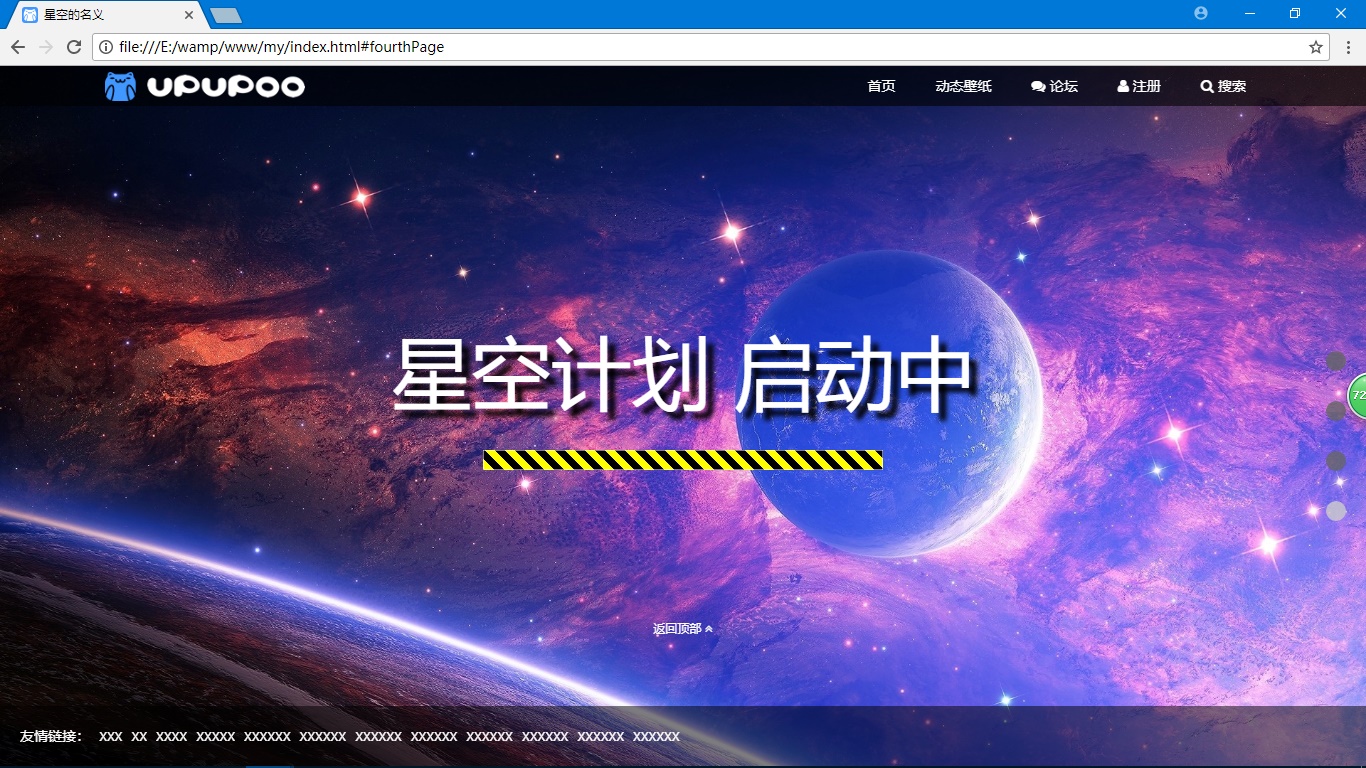 星空的名义
file:///E:/wamp/www/my/index.html#fourthPage
UPUPOO
首页 动态壁纸 论坛 注册 搜索
星空计划 启动中
72
返回顶部
友情链接： xxx xx xxxx xxxxx xxxxxx xxxxxx xxxxxx xxxxxx xxxxxx xxxxxx xxxxxx xxxxxx